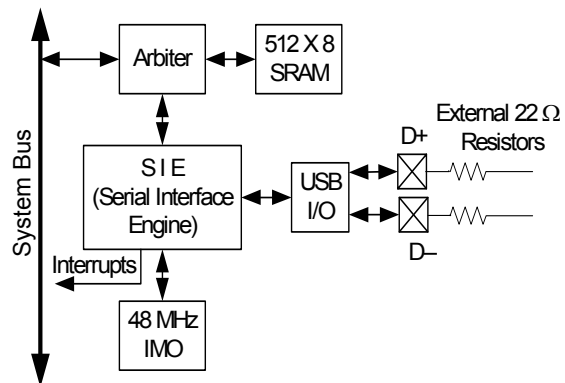 System Bus
Arbiter
512 X 8
SRAM
S I E
(Serial Interface
Engine)
Interrupts
48 MHz
IMO
USB
I/O
D+
D–
External 22 Ω
Resistors